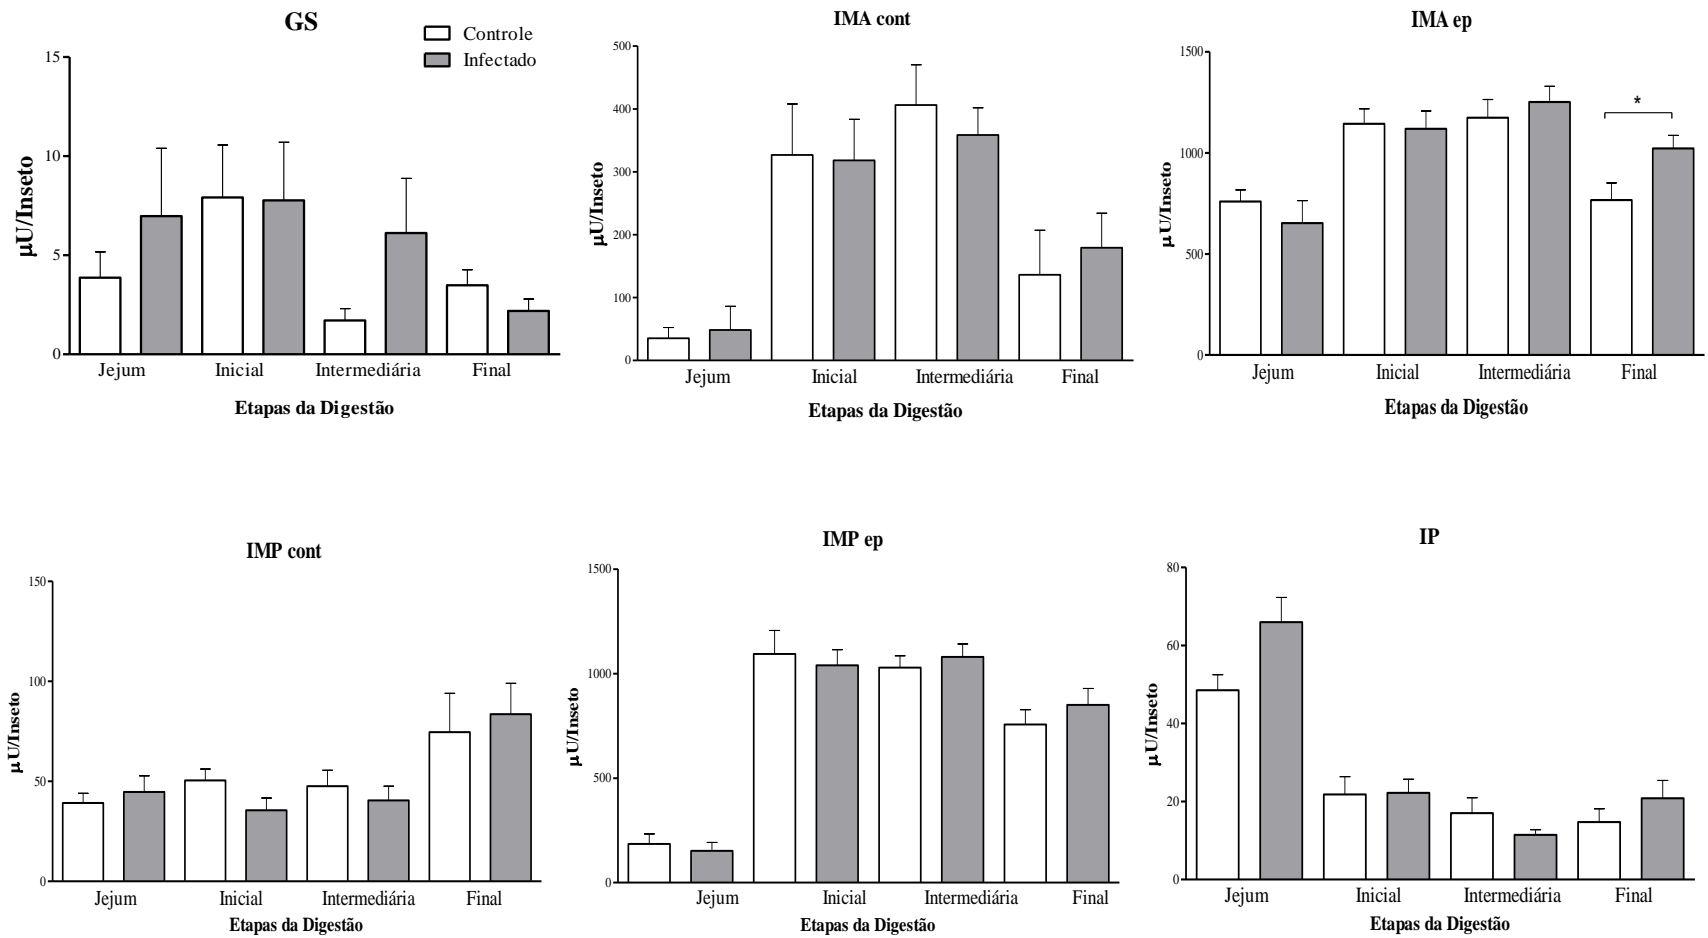 GS
Controle
Infectado
15
10
5
0
µU/Inseto
Jejum Inicial Intermediária Final
Etapas da Digestão
IMA cont
500
400
300
200
100
0
µU/Inseto
Jejum Inicial Intermediária Final
Etapas da Digestão
IMA ep
1500
1000
500
0
*
µU/Inseto
Jejum Inicial Intermediária Final
Etapas da Digestão
IMP cont
150
100
50
0
µU/Inseto
Jejum Inicial Intermediária Final
Etapas da Digestão
IMP ep
1500
1000
500
0
µU/Inseto
Jejum Inicial Intermediária Final
Etapas da Digestão
IP
80
60
40
20
0
µU/Inseto
Jejum Inicial Intermediária Final
Etapas da Digestão